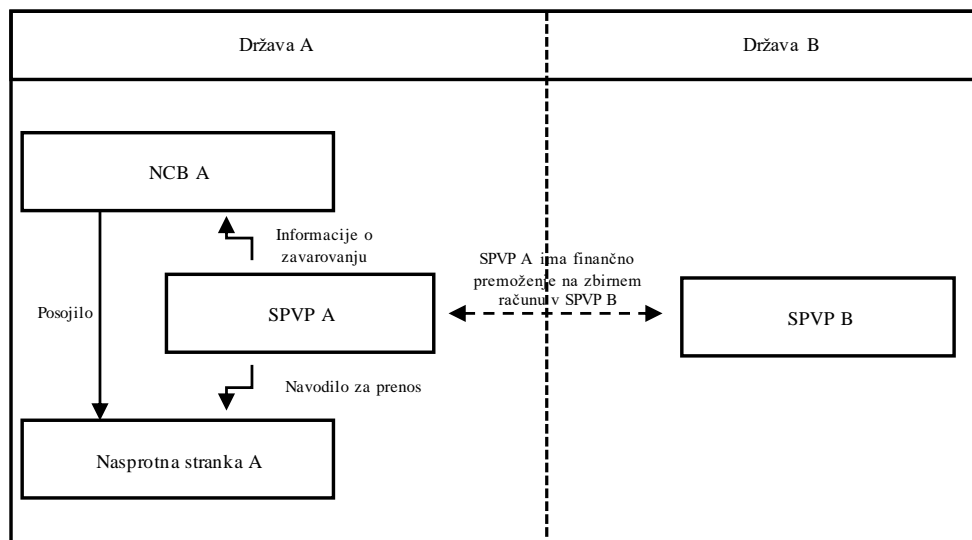 Država A
Država B
NCB A
Informacije o
zavarovanju
SPVP A ima finančno
premoženje na zbirnem
računu v SPVP B
Posojilo
SPVP A
SPVP B
Navodilo za prenos
Nasprotna stranka A